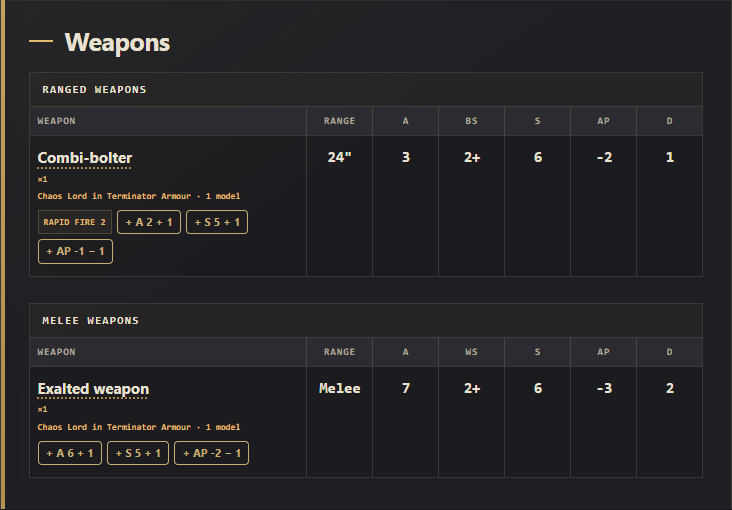 Weapons
RANGED WEAPONS
WEAPON RANGE A BS S AP D
Combi-bolter 24" 3 2+ 6 -2 1
×1
Chaos Lord in Terminator Armour · 1 model
RAPID FIRE 2 + A 2 + 1 + S 5 + 1
+ AP -1 − 1
MELEE WEAPONS
WEAPON RANGE A WS S AP D
Exalted weapon Melee 7 2+ 6 -3 2
×1
Chaos Lord in Terminator Armour · 1 model
+ A 6 + 1 + S 5 + 1 + AP -2 − 1